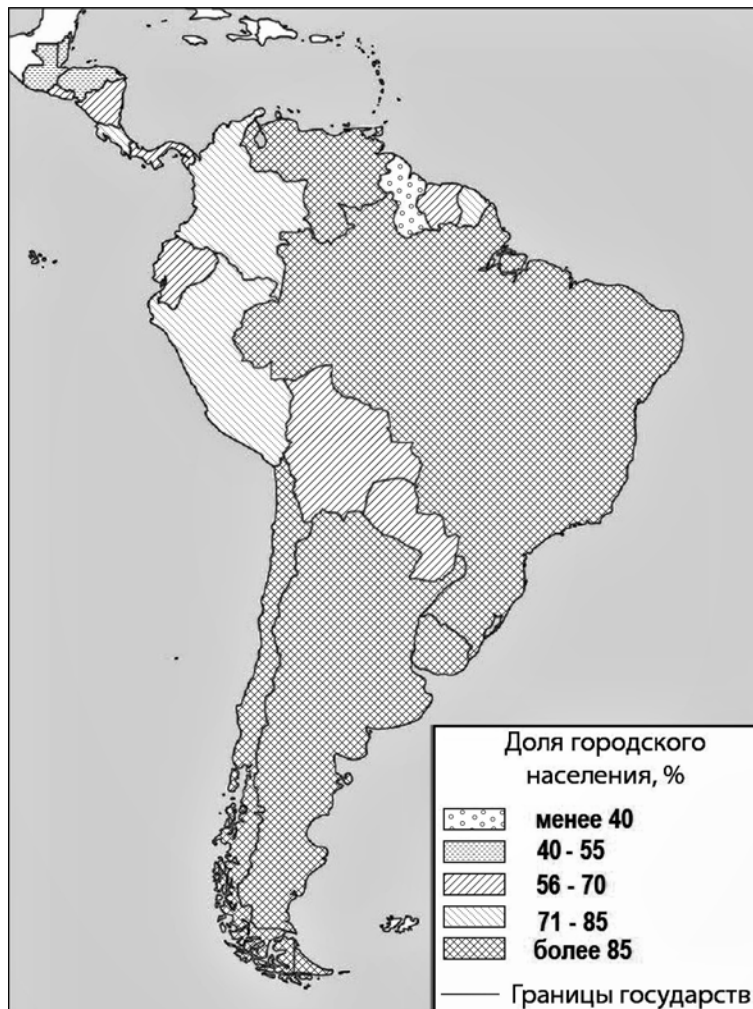 Доля городского
населения, %
менее 40
40 - 55
56 - 70
71 - 85
более 85
Границы государств